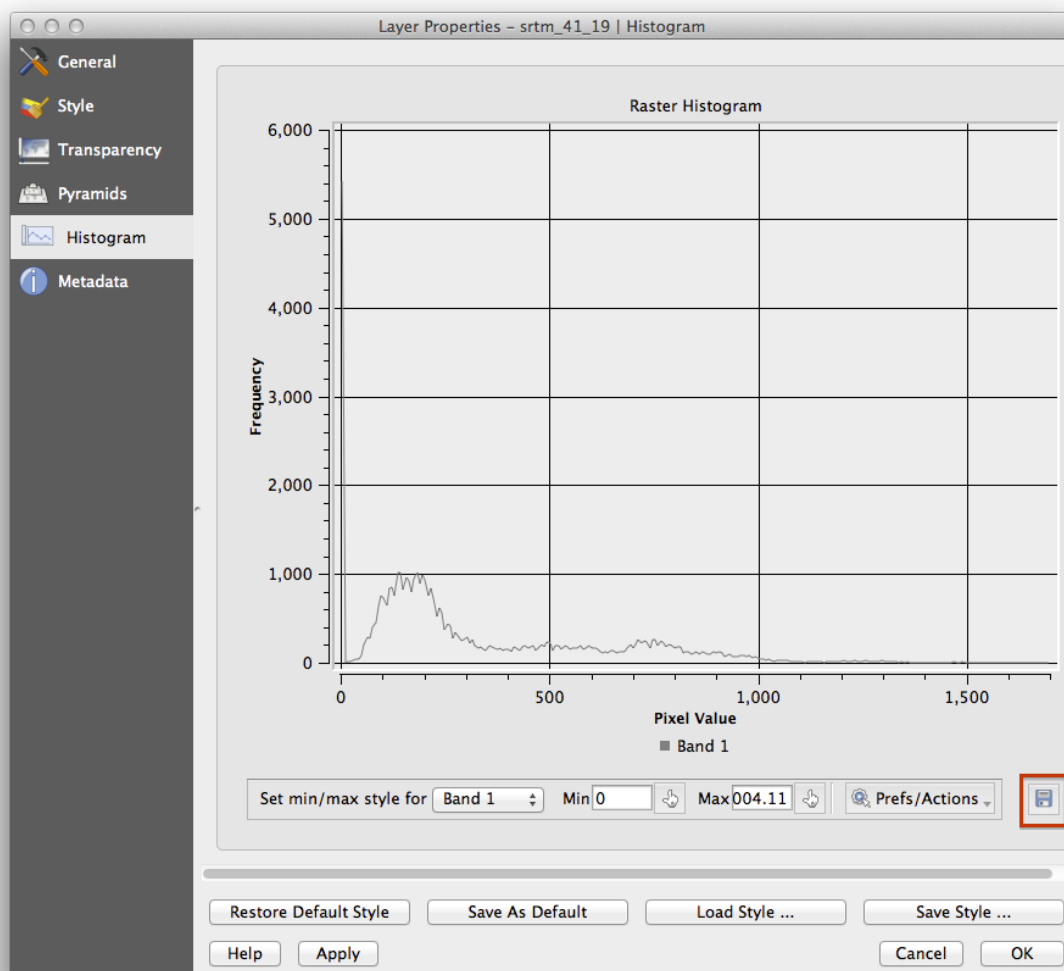 Layer Properties – srtm_41_19 | Histogram
General
Style
Transparency
Pyramids
Histogram
Metadata
Raster Histogram
6,000
5,000
4,000
3,000
2,000
1,000
0
Frequency
0 500 1,000 1,500
Pixel Value
Band 1
Set min/max style for Band 1 Min 0 Max 004.11 Prefs/Actions
Restore Default Style Save As Default Load Style ... Save Style ...
Help Apply Cancel OK